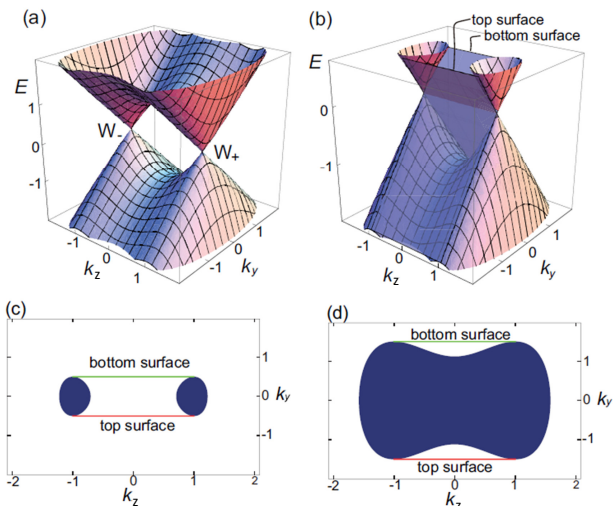 (a)
E
1
0
-1
W-
W+
-1
0
1
kz
-1
0
1
ky
(b)
top surface
bottom surface
E
0
-1
-1
0
1
kz
-1
0
1
ky
(c)
bottom surface
top surface
1
0
-1
ky
-2
-1
0
1
2
kz
(d)
bottom surface
top surface
1
0
-1
ky
-2
-1
0
1
2
kz